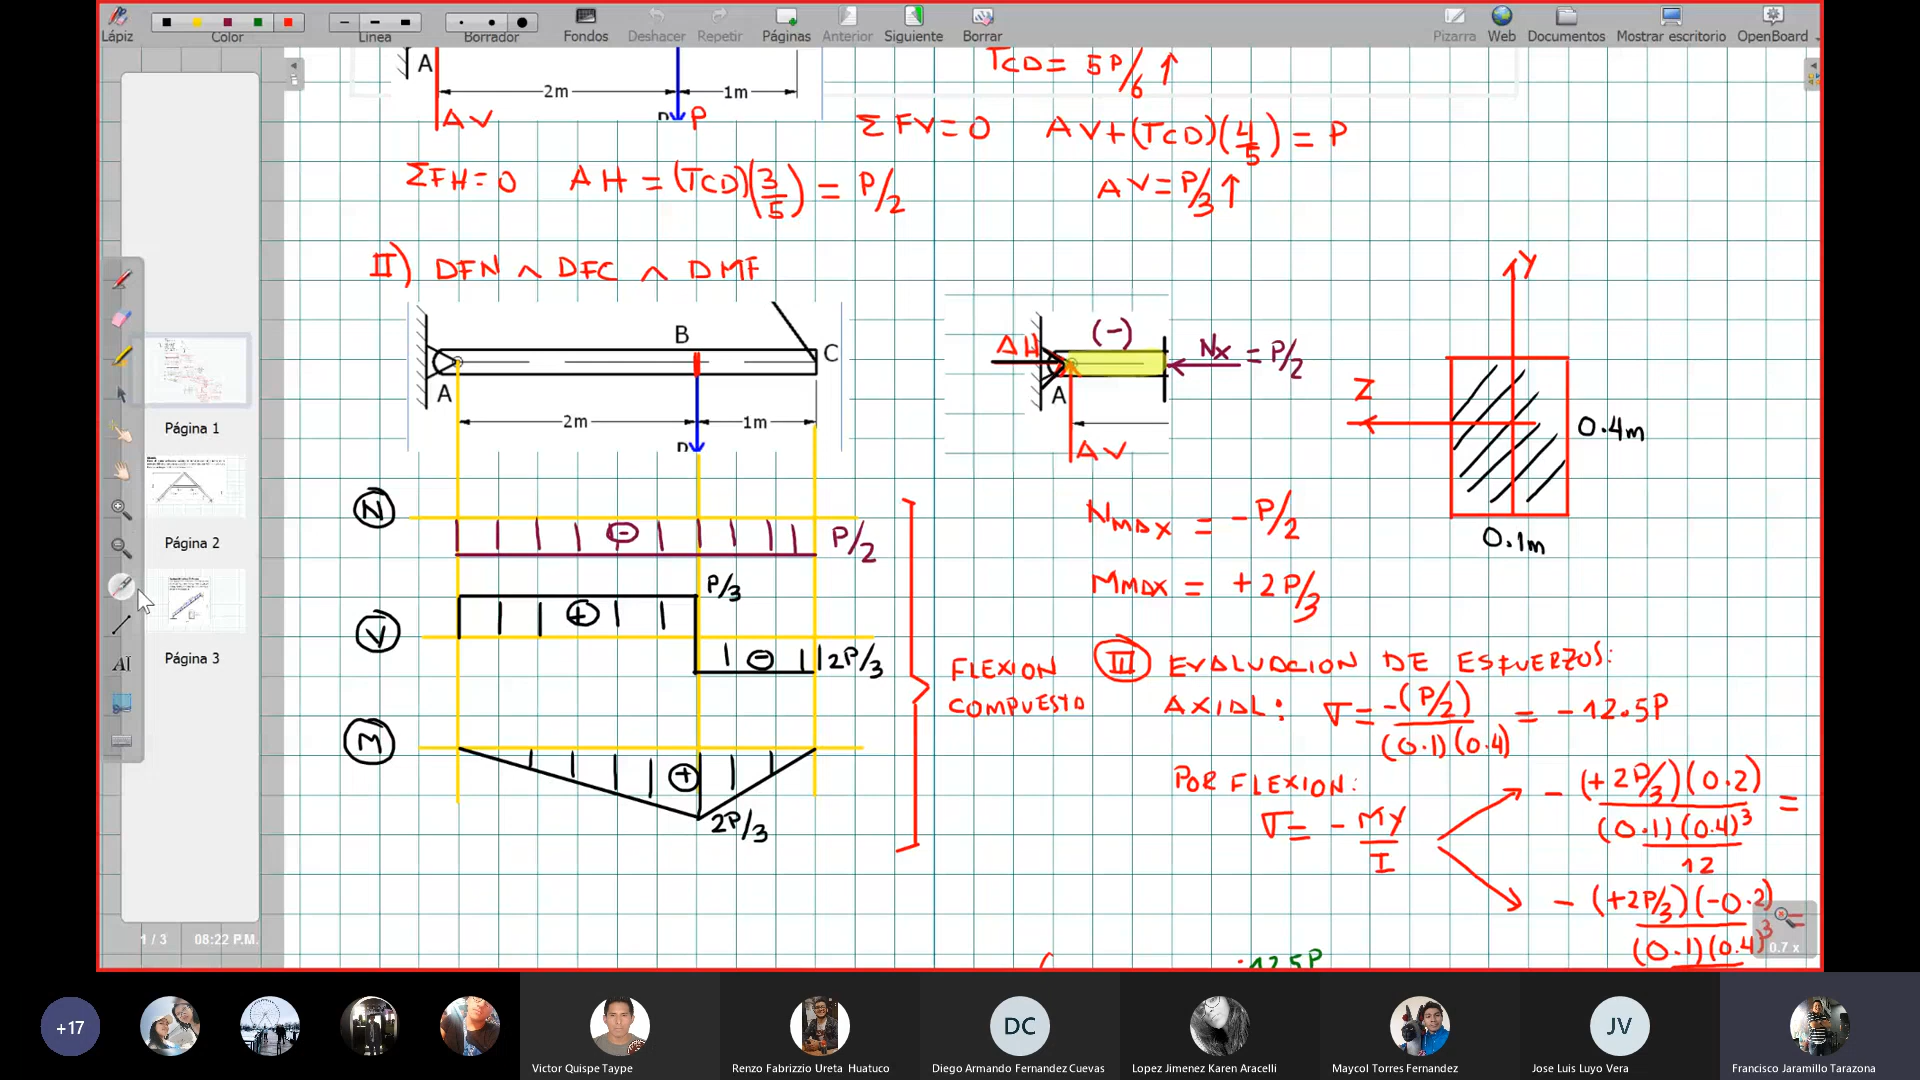 Lápiz Color Línea Borrador Fondos Deshacer Repetir Páginas Anterior Siguiente Borrar Pizarra Web Documentos Mostrar escritorio OpenBoard
A
2m
1m
AV
P
TCD = 5P/6 ↑
ΣFV=0 AV+(TCD)(4/5) = P
ΣFH=0 AH = (TCD)(3/5) = P/2
AV = P/3 ↑
II) DFN ∧ DFC ∧ DMF
B
C
A
2m
1m
(-)
AH
Nx = P/2
A
AV
Y
Z
0.4m
0.1m
N
-
P/2
NMAX = -P/2
MMAX = +2P/3
V
P/3
+
-
2P/3
M
+
2P/3
FLEXION
COMPUESTO
III EVALUACION DE ESFUERZOS:
AXIAL: σ = -(P/2)/(0.1)(0.4) = -12.5P
POR FLEXION:
σ = -MY/I
- (+2P/3)(0.2)/((0.1)(0.4)³/12) =
- (+2P/3)(-0.2)/(0.1)(0.4)³ =
12.5P
Página 1
Página 2
Página 3
1 / 3 08:22 P.M.
0.7 x
+17
DC
JV
Victor Quispe Taype
Renzo Fabrizzio Ureta Huatuco
Diego Armando Fernandez Cuevas
Lopez Jimenez Karen Aracelli
Maycol Torres Fernandez
Jose Luis Luyo Vera
Francisco Jaramillo Tarazona